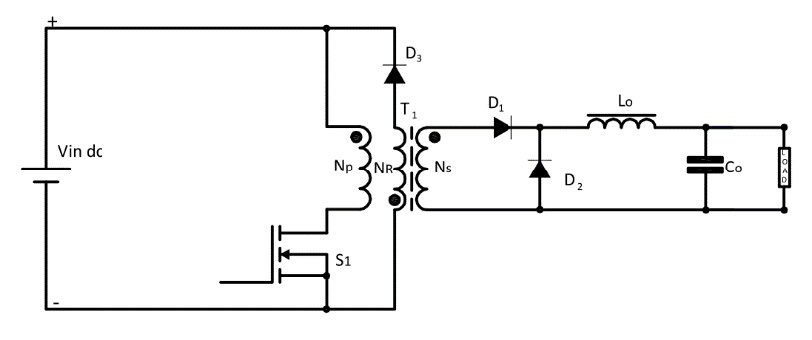 +
D3
T1
D1
Lo
Vin dc
Np
NR
Ns
D2
Co
LOAD
S1
-